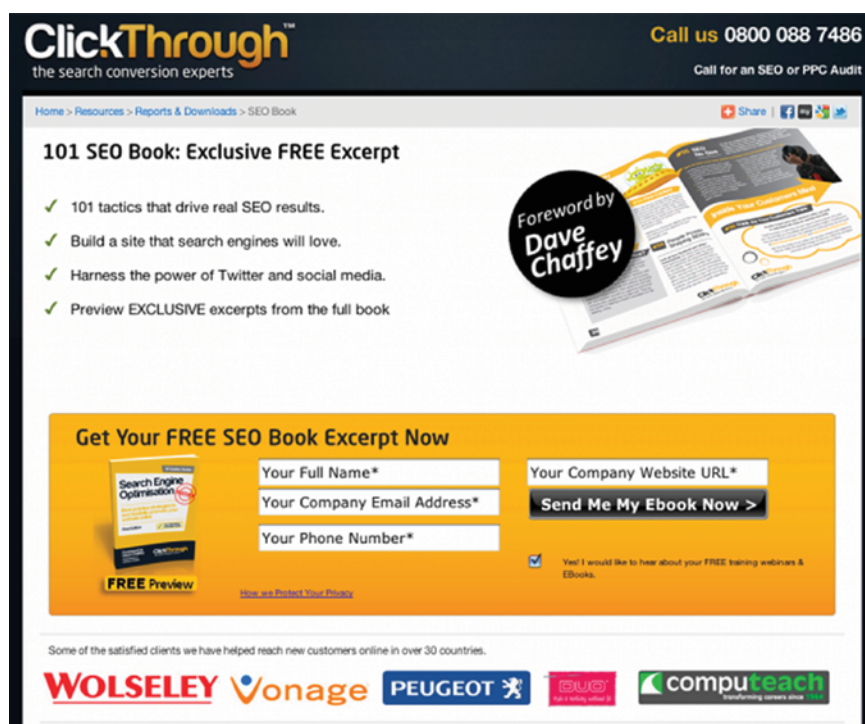 ClickThrough™
the search conversion experts
Call us 0800 088 7486
Call for an SEO or PPC Audit
Home > Resources > Reports & Downloads > SEO Book
Share |
101 SEO Book: Exclusive FREE Excerpt
✓ 101 tactics that drive real SEO results.
✓ Build a site that search engines will love.
✓ Harness the power of Twitter and social media.
✓ Preview EXCLUSIVE excerpts from the full book
Foreword by
Dave
Chaffey
Inside Your Customers Mind
Get Your FREE SEO Book Excerpt Now
Search Engine
Optimisation
ClickThrough
FREE Preview
Your Full Name*
Your Company Email Address*
Your Phone Number*
Your Company Website URL*
Send Me My Ebook Now >
Yes! I would like to hear about your FREE training webinars &
EBooks.
How we Protect Your Privacy
Some of the satisfied clients we have helped reach new customers online in over 30 countries.
WOLSELEY
Vonage
PEUGEOT
DUO
computeach
transforming careers since 1964